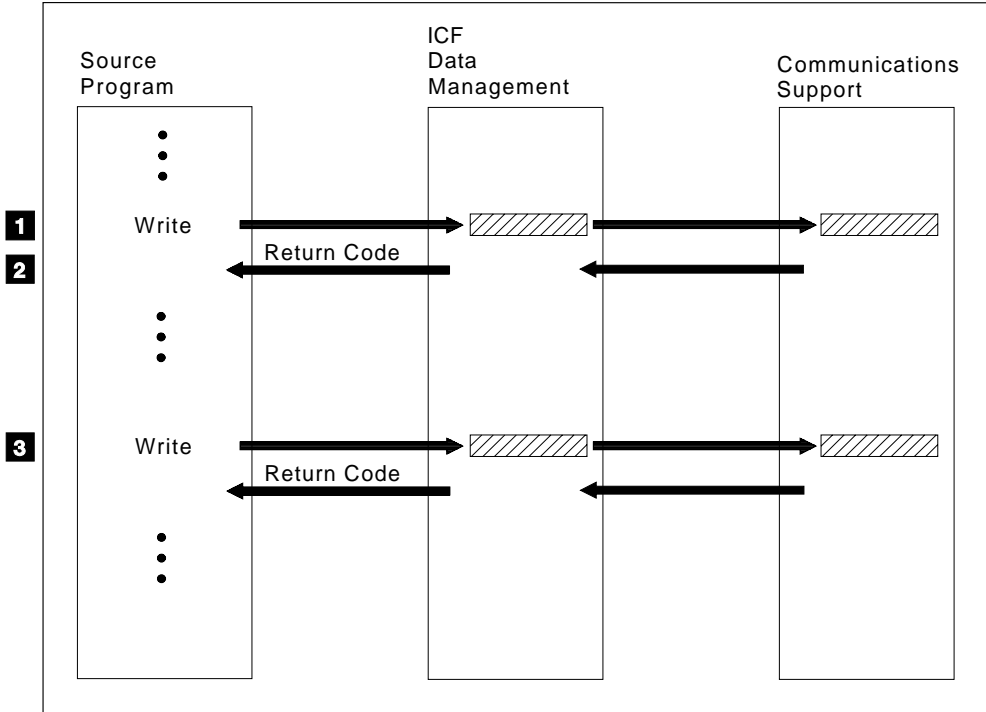 Source
Program
ICF
Data
Management
Communications
Support
1
Write
2
Return Code
3
Write
Return Code